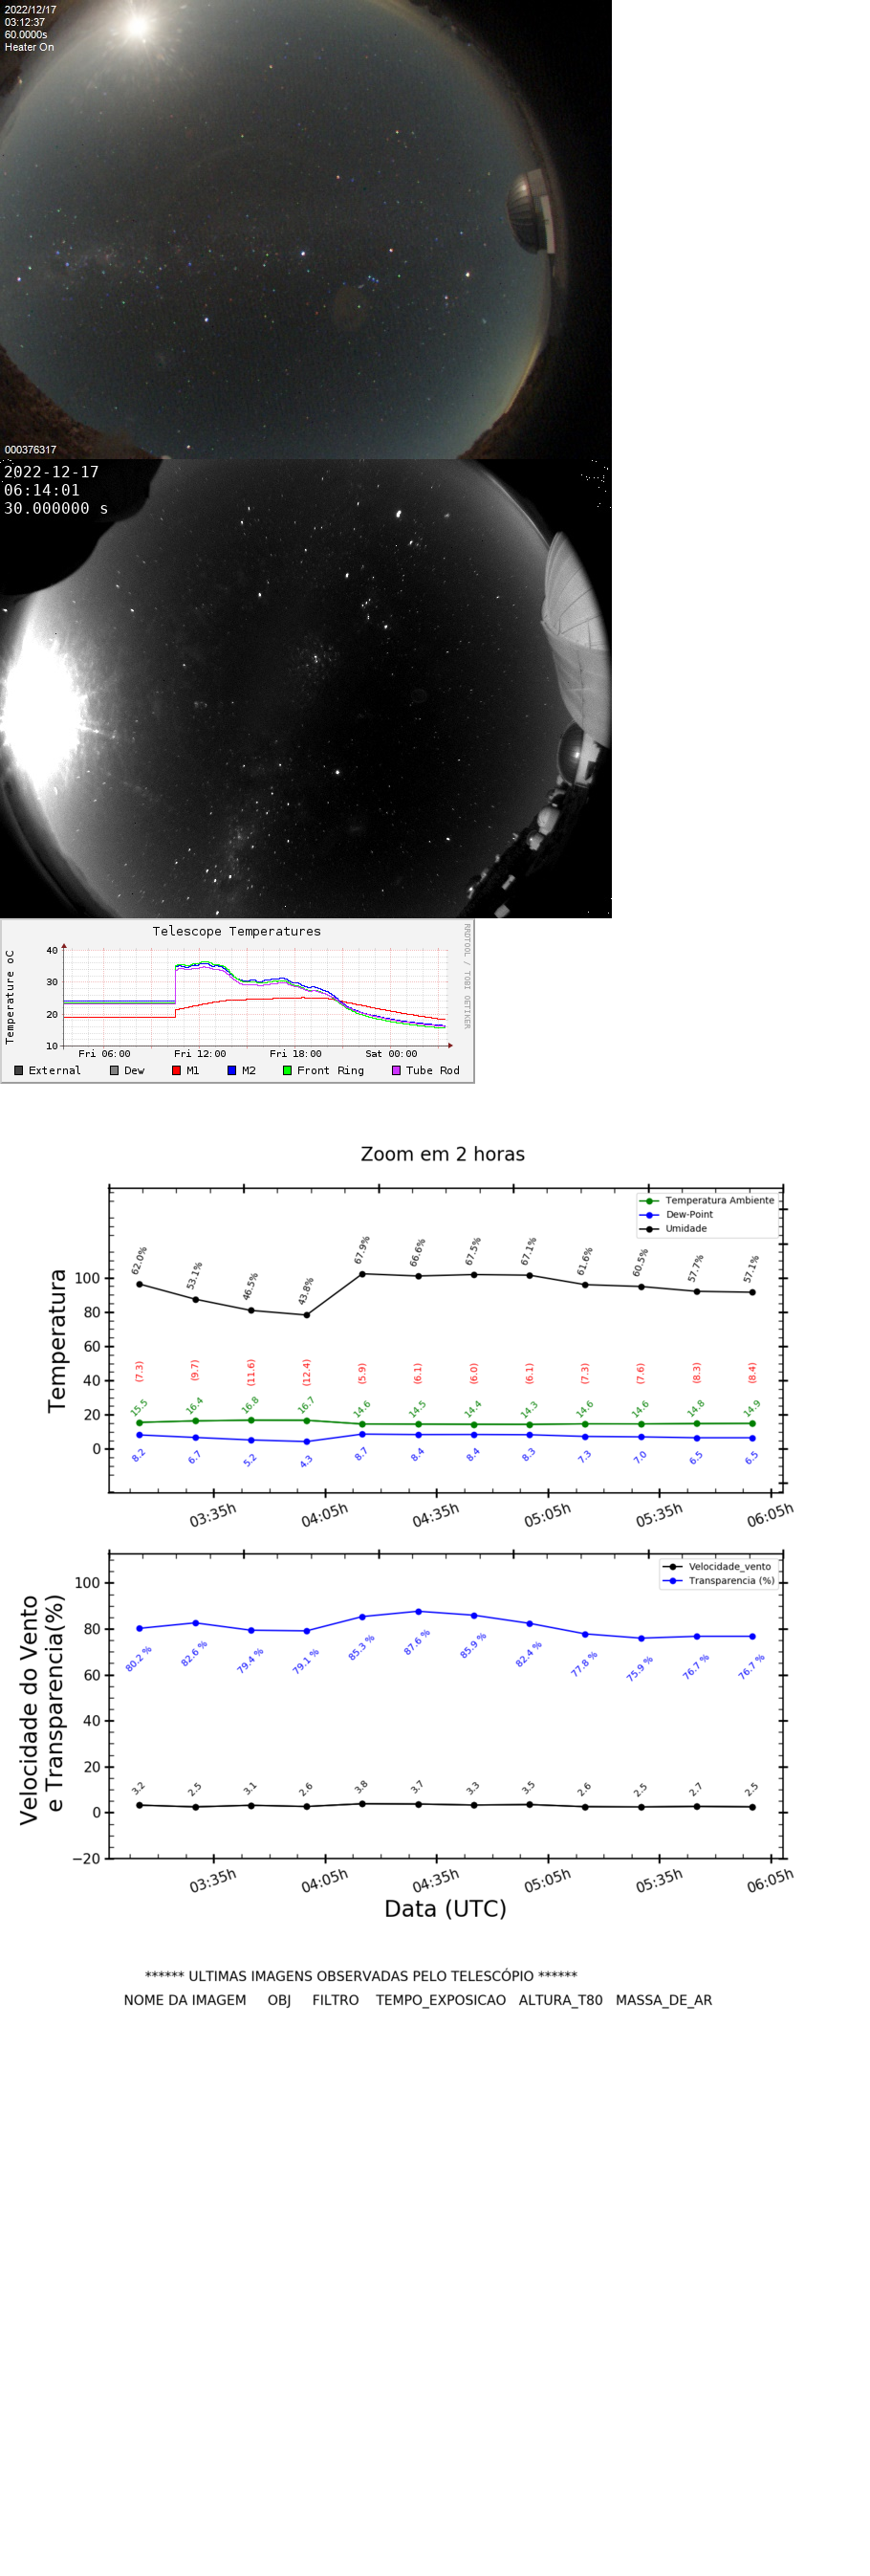 2022/12/17
03:12:37
60.0000s
Heater On
000376317
2022-12-17
06:14:01
30.000000 s
Telescope Temperatures
RRDTOOL / TOBI OETIKER
Temperature oC
40
30
20
10
Fri 06:00 Fri 12:00 Fri 18:00 Sat 00:00
External Dew M1 M2 Front Ring Tube Rod
Zoom em 2 horas
Temperatura Ambiente
Dew-Point
Umidade
Temperatura
100
80
60
40
20
0
62.0% 53.1% 46.5% 43.8% 67.9% 66.6% 67.5% 67.1% 61.6% 60.5% 57.7% 57.1%
(7.3) (9.7) (11.6) (12.4) (5.9) (6.1) (6.0) (6.1) (7.3) (7.6) (8.3) (8.4)
15.5 16.4 16.8 16.7 14.6 14.5 14.4 14.3 14.6 14.6 14.8 14.9
8.2 6.7 5.2 4.3 8.7 8.4 8.4 8.3 7.3 7.0 6.5 6.5
03:35h 04:05h 04:35h 05:05h 05:35h 06:05h
Velocidade_vento
Transparencia (%)
Velocidade do Vento
e Transparencia(%)
100
80
60
40
20
0
−20
80.2 % 82.6 % 79.4 % 79.1 % 85.3 % 87.6 % 85.9 % 82.4 % 77.8 % 75.9 % 76.7 % 76.7 %
3.2 2.5 3.1 2.6 3.8 3.7 3.3 3.5 2.6 2.5 2.7 2.5
03:35h 04:05h 04:35h 05:05h 05:35h 06:05h
Data (UTC)
****** ULTIMAS IMAGENS OBSERVADAS PELO TELESCÓPIO ******
NOME DA IMAGEM OBJ FILTRO TEMPO_EXPOSICAO ALTURA_T80 MASSA_DE_AR